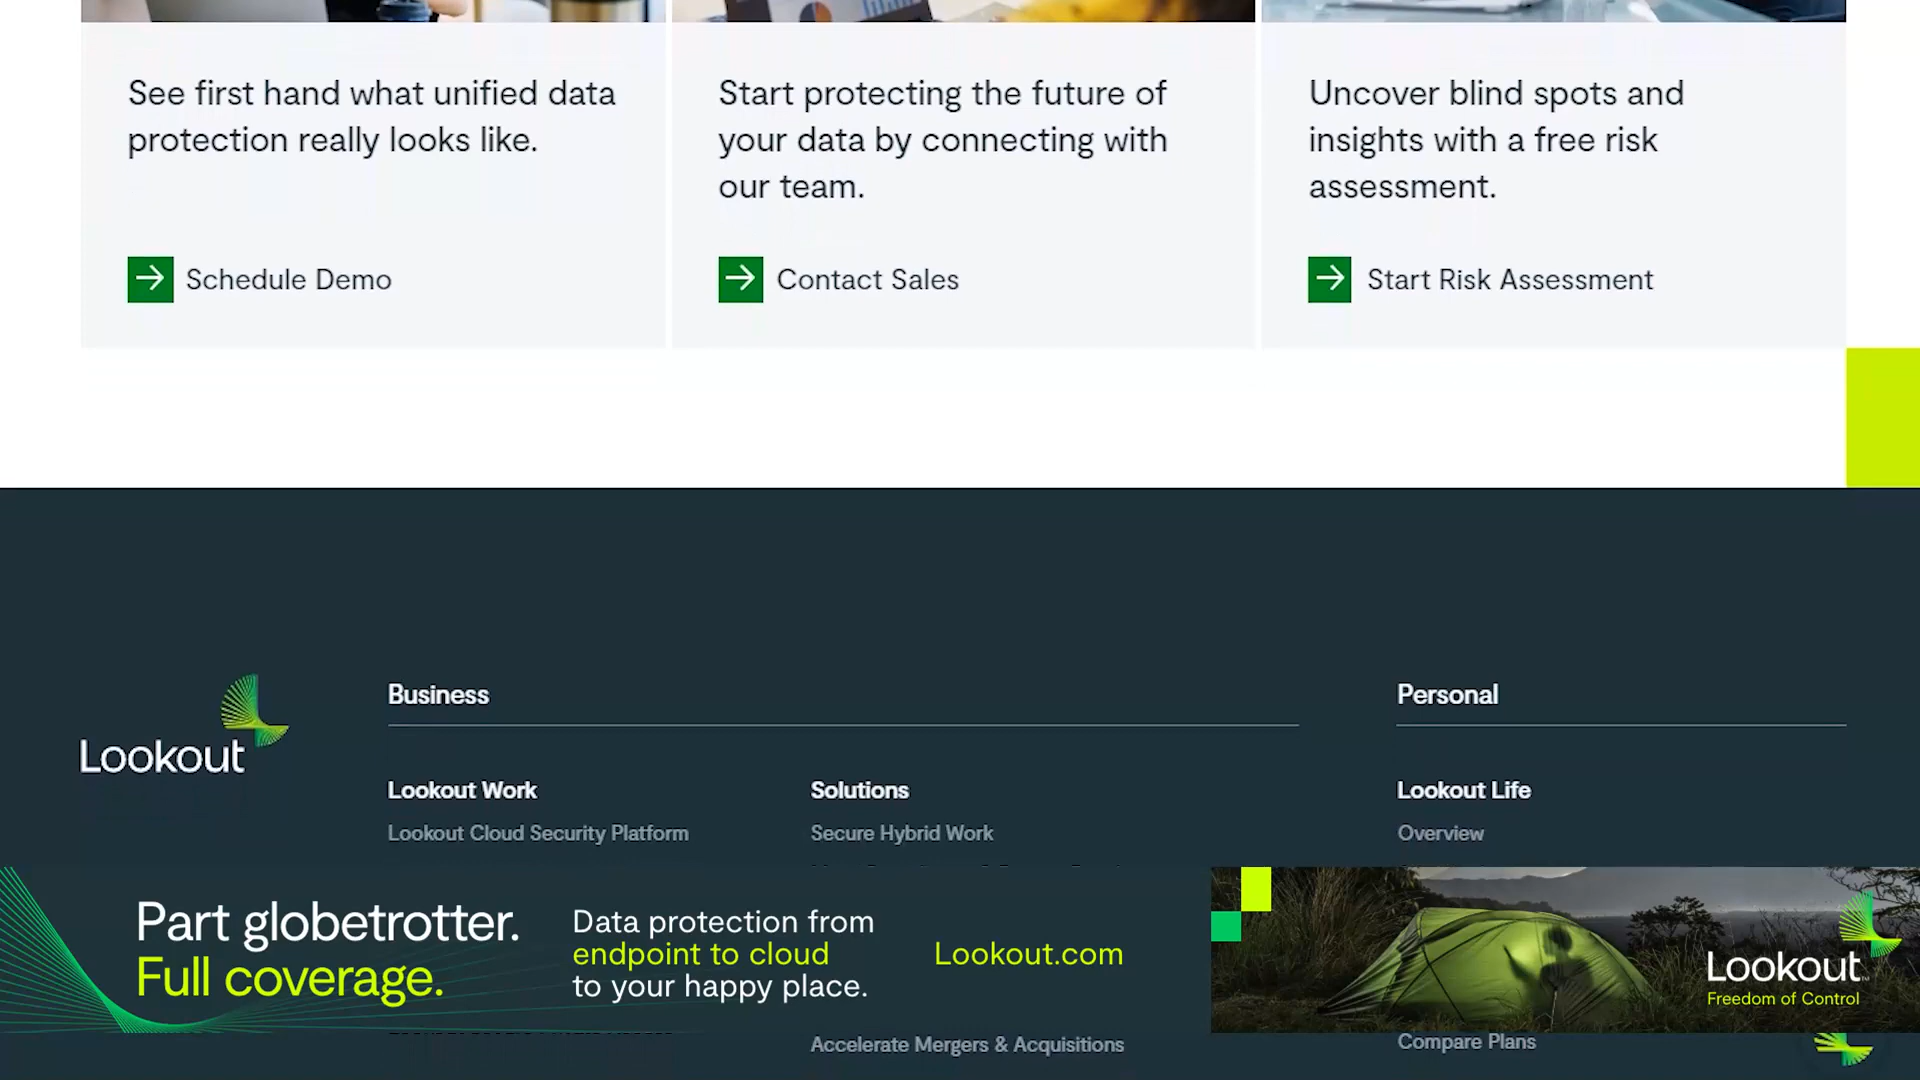 See first hand what unified data
protection really looks like.
Schedule Demo
Start protecting the future of
your data by connecting with
our team.
Contact Sales
Uncover blind spots and
insights with a free risk
assessment.
Start Risk Assessment
Lookout
Business
Personal
Lookout Work
Solutions
Lookout Life
Lookout Cloud Security Platform
Secure Hybrid Work
Overview
Part globetrotter.
Full coverage.
Data protection from
endpoint to cloud
to your happy place.
Lookout.com
Lookout
Freedom of Control
Accelerate Mergers & Acquisitions
Compare Plans